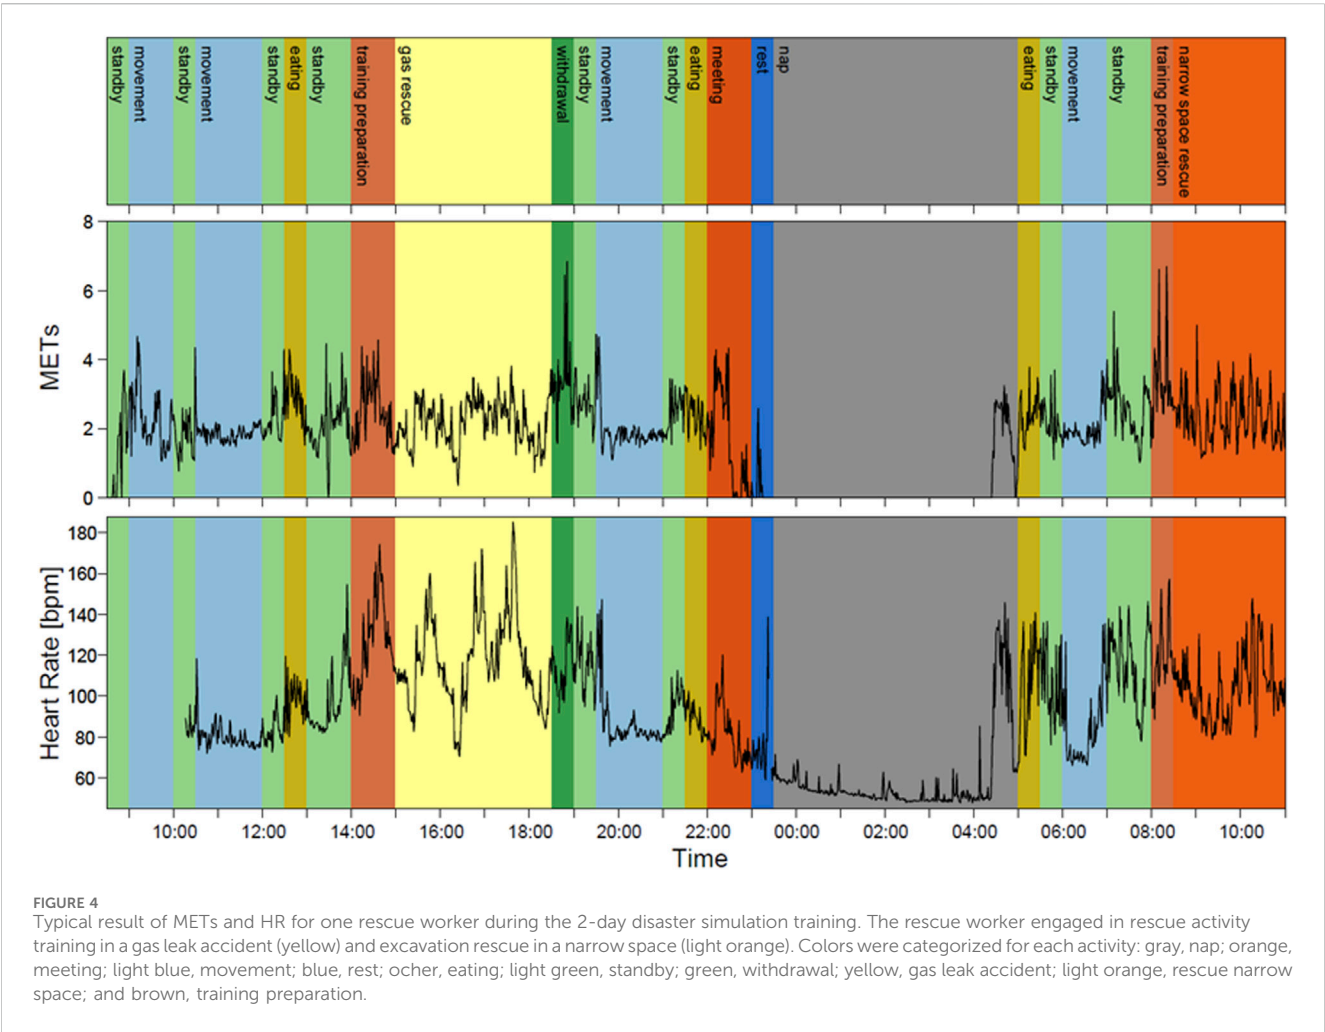 standby
movement
standby
movement
standby
eating
standby
training preparation
gas rescue
withdrawal
standby
movement
standby
eating
meeting
rest
nap
eating
standby
movement
standby
training preparation
narrow space rescue
METs
8
6
4
2
0
Heart Rate [bpm]
180
160
140
120
100
80
60
10:00 12:00 14:00 16:00 18:00 20:00 22:00 00:00 02:00 04:00 06:00 08:00 10:00
Time
FIGURE 4
Typical result of METs and HR for one rescue worker during the 2-day disaster simulation training. The rescue worker engaged in rescue activity
training in a gas leak accident (yellow) and excavation rescue in a narrow space (light orange). Colors were categorized for each activity: gray, nap; orange,
meeting; light blue, movement; blue, rest; ocher, eating; light green, standby; green, withdrawal; yellow, gas leak accident; light orange, rescue narrow
space; and brown, training preparation.